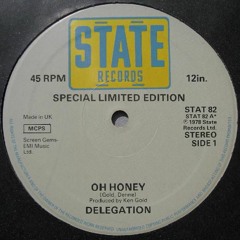 STATE
RECORDS
45 RPM
12in.
SPECIAL LIMITED EDITION
Made in UK
MCPS
Screen Gems-
EMI Music
Ltd.
STAT 82
STAT 82 A*
℗ 1978 State
Records Ltd.
STEREO
SIDE 1
OH HONEY
(Gold, Denne)
Produced by Ken Gold
DELEGATION